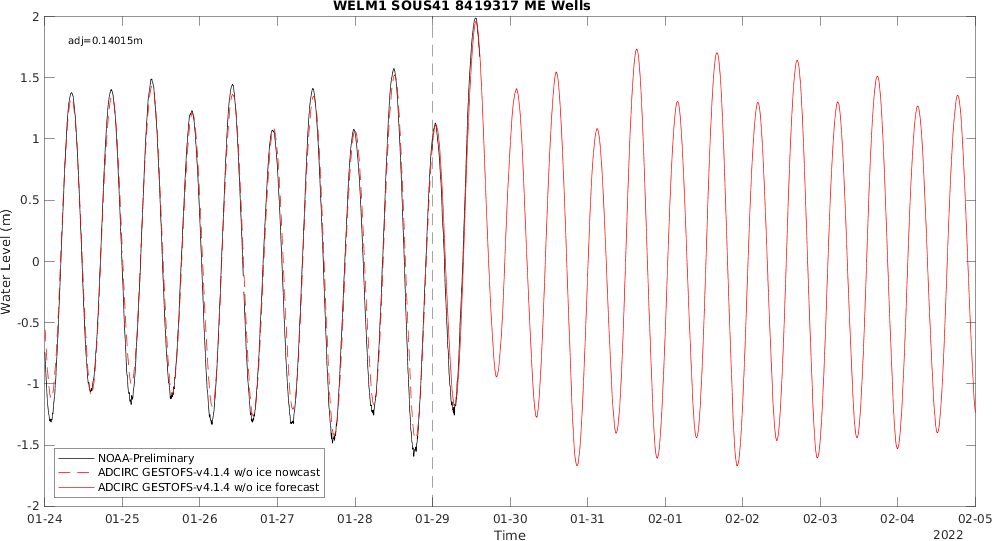 WELM1 SOUS41 8419317 ME Wells
adj=0.14015m
2
1.5
1
0.5
0
-0.5
-1
-1.5
-2
Water Level (m)
NOAA-Preliminary
ADCIRC GESTOFS-v4.1.4 w/o ice nowcast
ADCIRC GESTOFS-v4.1.4 w/o ice forecast
01-24 01-25 01-26 01-27 01-28 01-29 01-30 01-31 02-01 02-02 02-03 02-04 02-05
Time
2022